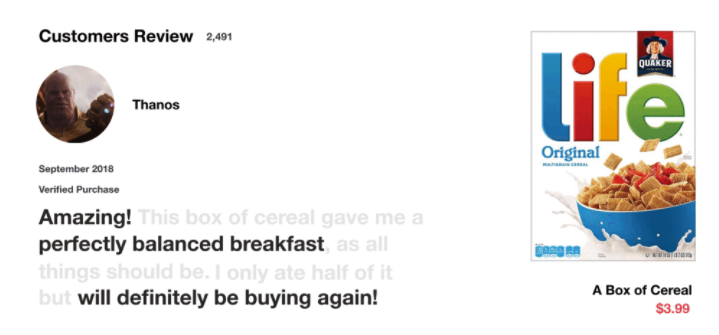 Customers Review 2,491
Thanos
September 2018
Verified Purchase
Amazing! This box of cereal gave me a
perfectly balanced breakfast, as all
things should be. I only ate half of it
but will definitely be buying again!
QUAKER
life
Original
MULTIGRAIN CEREAL
A Box of Cereal
$3.99